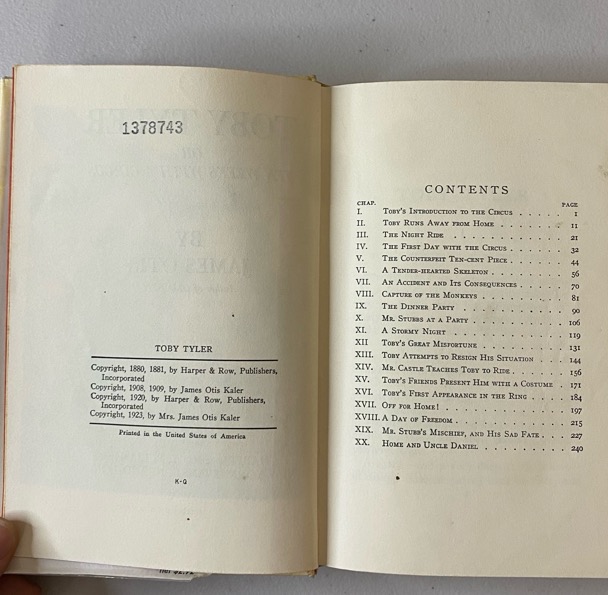 1378743
TOBY TYLER
Copyright, 1880, 1881, by Harper & Row, Publishers,
Incorporated
Copyright, 1908, 1909, by James Otis Kaler
Copyright, 1920, by Harper & Row, Publishers,
Incorporated
Copyright, 1923, by Mrs. James Otis Kaler
Printed in the United States of America
K-Q
CONTENTS
CHAP. PAGE
I. Toby's Introduction to the Circus . . . . . 1
II. Toby Runs Away from Home . . . . . . . 11
III. The Night Ride . . . . . . . . . . . 21
IV. The First Day with the Circus . . . . . . 32
V. The Counterfeit Ten-cent Piece . . . . . . 44
VI. A Tender-hearted Skeleton . . . . . . . 56
VII. An Accident and Its Consequences . . . . . 70
VIII. Capture of the Monkeys . . . . . . . . 81
IX. The Dinner Party . . . . . . . . . . 90
X. Mr. Stubbs at a Party . . . . . . . . . 106
XI. A Stormy Night . . . . . . . . . . . 119
XII Toby's Great Misfortune . . . . . . . . 131
XIII. Toby Attempts to Resign His Situation . . . . 144
XIV. Mr. Castle Teaches Toby to Ride . . . . . . 156
XV. Toby's Friends Present Him with a Costume . 171
XVI. Toby's First Appearance in the Ring . . . . . 184
XVII. Off for Home! . . . . . . . . . . . . 197
XVIII. A Day of Freedom . . . . . . . . . . 215
XIX. Mr. Stubb's Mischief, and His Sad Fate . . . . 227
XX. Home and Uncle Daniel . . . . . . . . . 240